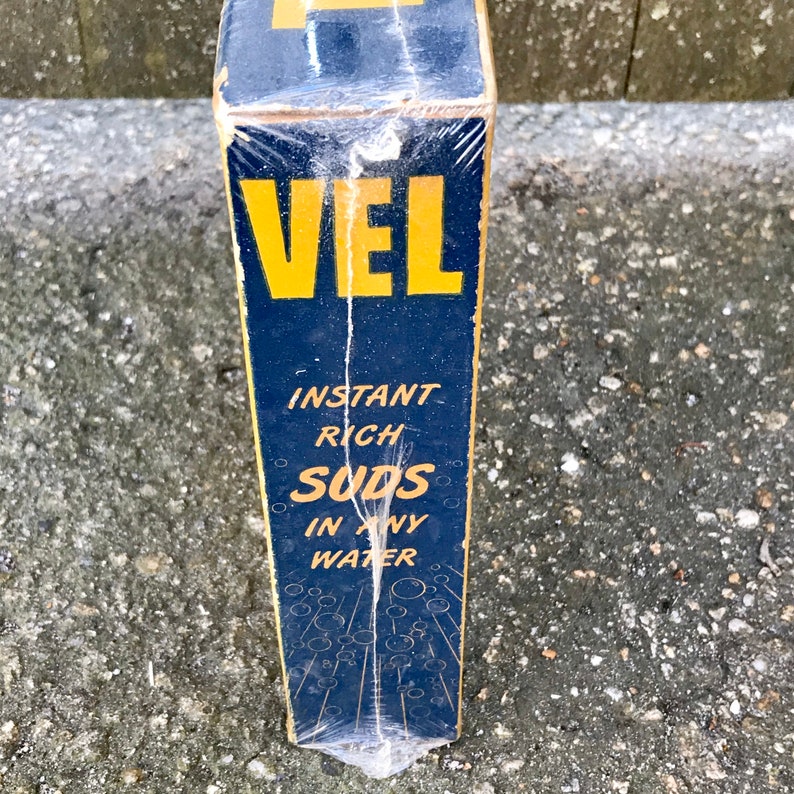 VEL
INSTANT
RICH
SUDS
IN ANY
WATER